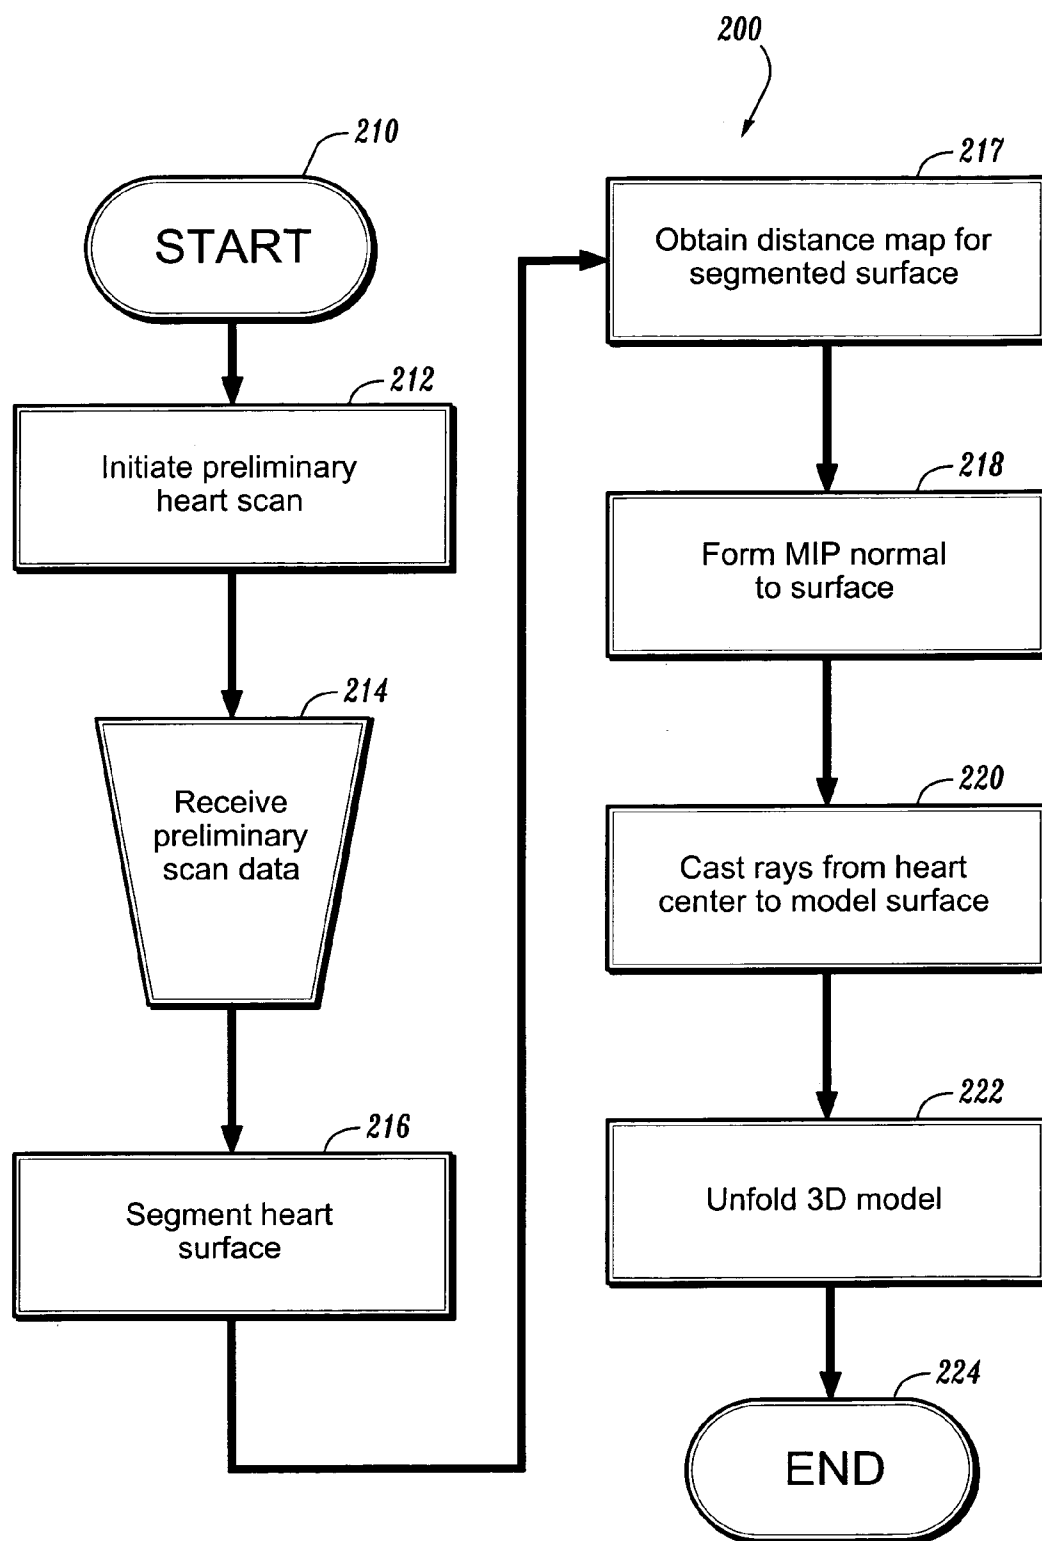 200
210
START
212
Initiate preliminary
heart scan
214
Receive
preliminary
scan data
216
Segment heart
surface
217
Obtain distance map for
segmented surface
218
Form MIP normal
to surface
220
Cast rays from heart
center to model surface
222
Unfold 3D model
224
END